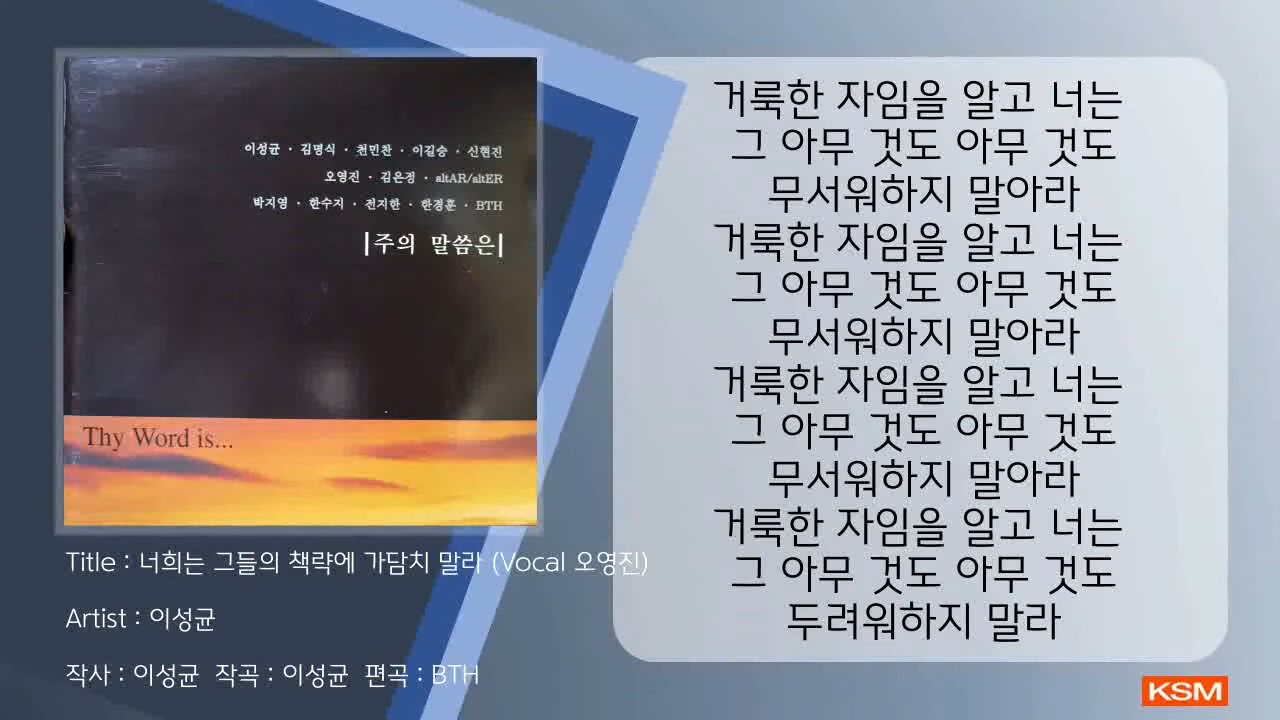 이성균 · 김명식 · 천민찬 · 이길승 · 신현진
오영진 · 김은정 · altAR/altER
박지영 · 한수지 · 전지한 · 한경훈 · BTH
|주의 말씀은|
Thy Word is...
Title : 너희는 그들의 책략에 가담치 말라 (Vocal 오영진)
Artist : 이성균
작사 : 이성균 작곡 : 이성균 편곡 : BTH
거룩한 자임을 알고 너는
그 아무 것도 아무 것도
무서워하지 말아라
거룩한 자임을 알고 너는
그 아무 것도 아무 것도
무서워하지 말아라
거룩한 자임을 알고 너는
그 아무 것도 아무 것도
무서워하지 말아라
거룩한 자임을 알고 너는
그 아무 것도 아무 것도
두려워하지 말라
KSM